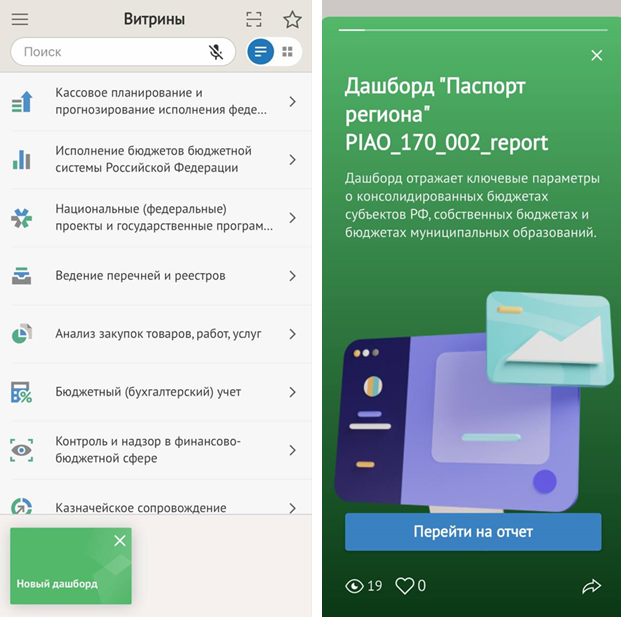 Витрины
Поиск
Кассовое планирование и
прогнозирование исполнения феде...
Исполнение бюджетов бюджетной
системы Российской Федерации
Национальные (федеральные)
проекты и государственные програм...
Ведение перечней и реестров
Анализ закупок товаров, работ, услуг
Бюджетный (бухгалтерский) учет
Контроль и надзор в финансово-
бюджетной сфере
Казначейское сопровождение
Новый дашборд
Дашборд "Паспорт
региона"
PIAO_170_002_report
Дашборд отражает ключевые параметры
о консолидированных бюджетах
субъектов РФ, собственных бюджетах и
бюджетах муниципальных образований.
Перейти на отчет
19 0